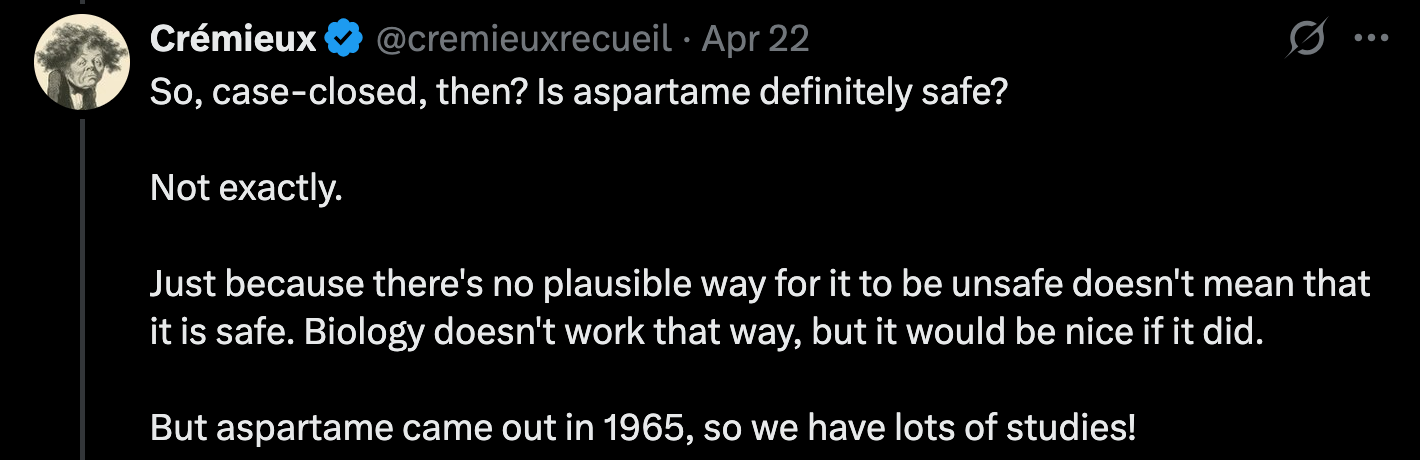 Crémieux @cremieuxrecueil · Apr 22
So, case-closed, then? Is aspartame definitely safe?
Not exactly.
Just because there's no plausible way for it to be unsafe doesn't mean that
it is safe. Biology doesn't work that way, but it would be nice if it did.
But aspartame came out in 1965, so we have lots of studies!